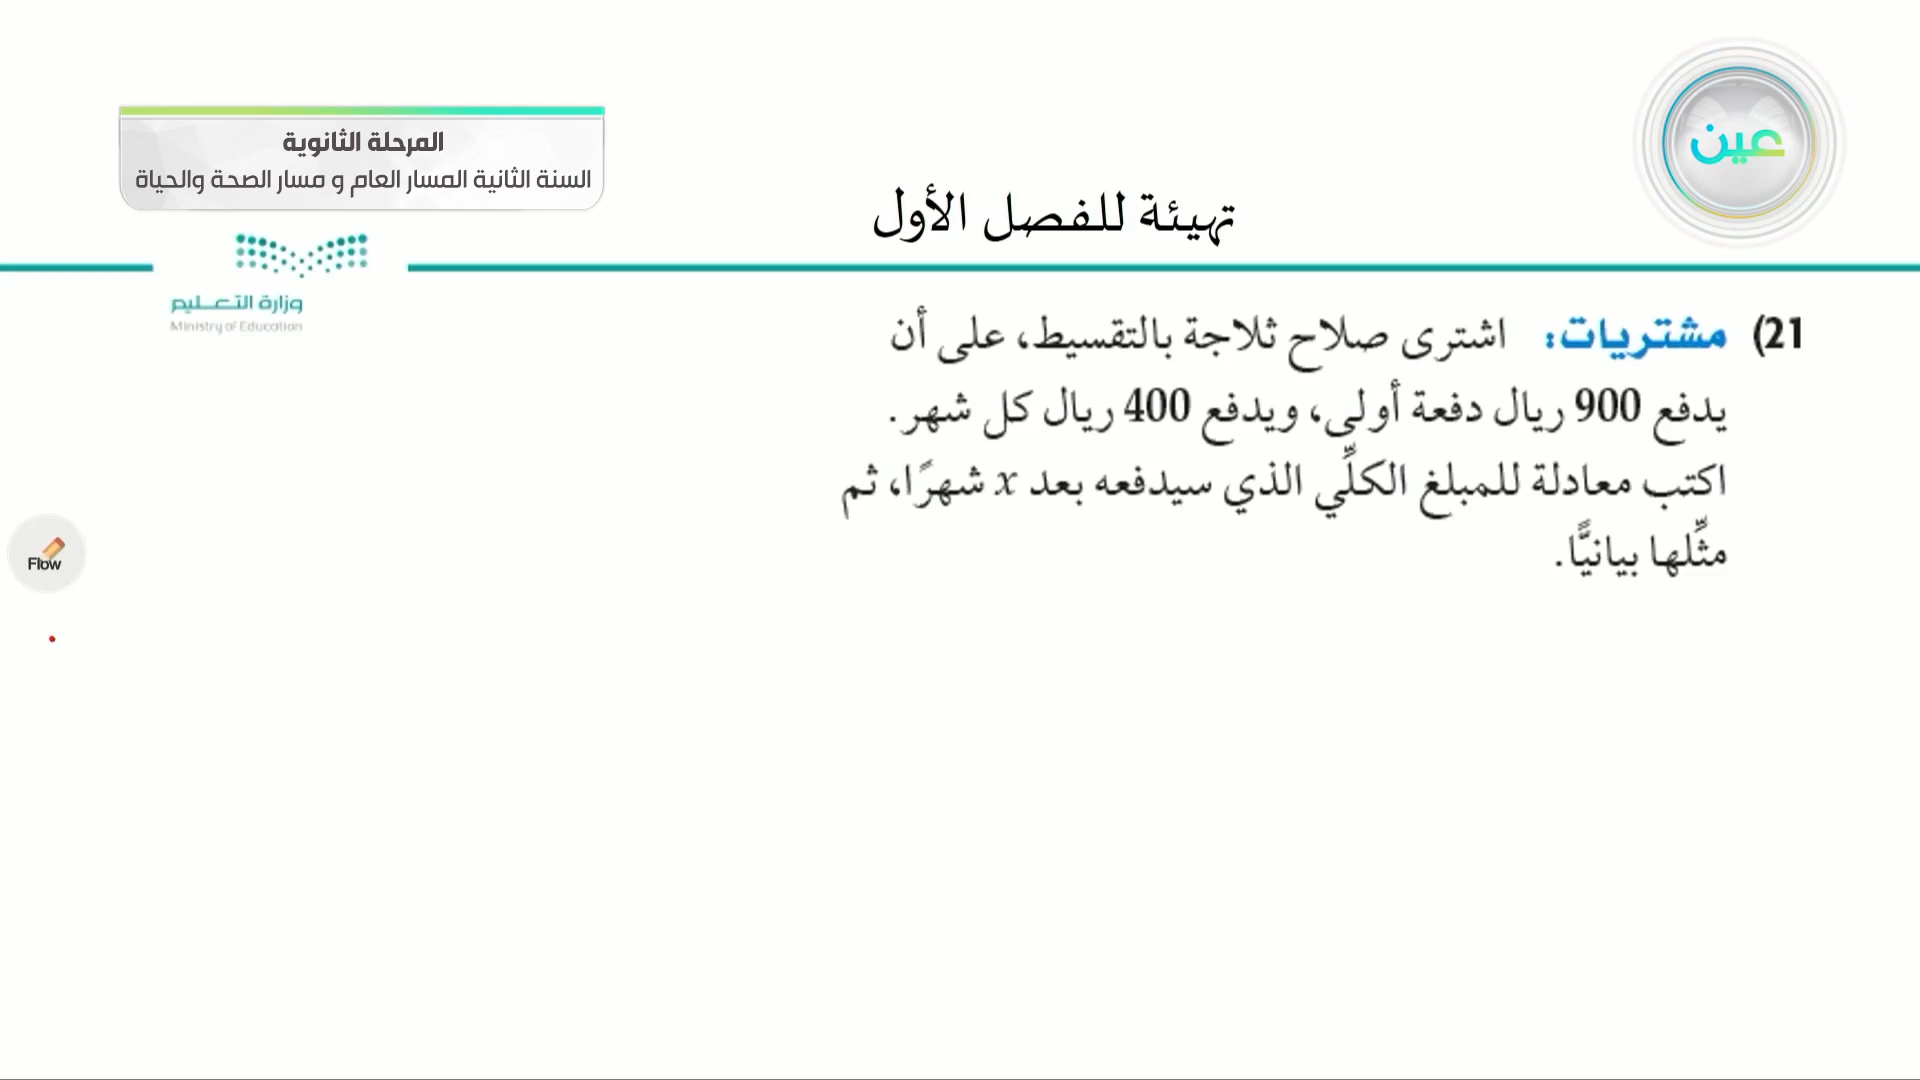 عين
المرحلة الثانوية
السنة الثانية المسار العام و مسار الصحة والحياة
تهيئة للفصل الأول
وزارة التعليم
Ministry of Education
21) مشتريات: اشترى صلاح ثلاجة بالتقسيط، على أن
يدفع 900 ريال دفعة أولى، ويدفع 400 ريال كل شهر.
اكتب معادلة للمبلغ الكلِّي الذي سيدفعه بعد x شهرًا، ثم
مثِّلها بيانيًّا.
Flow